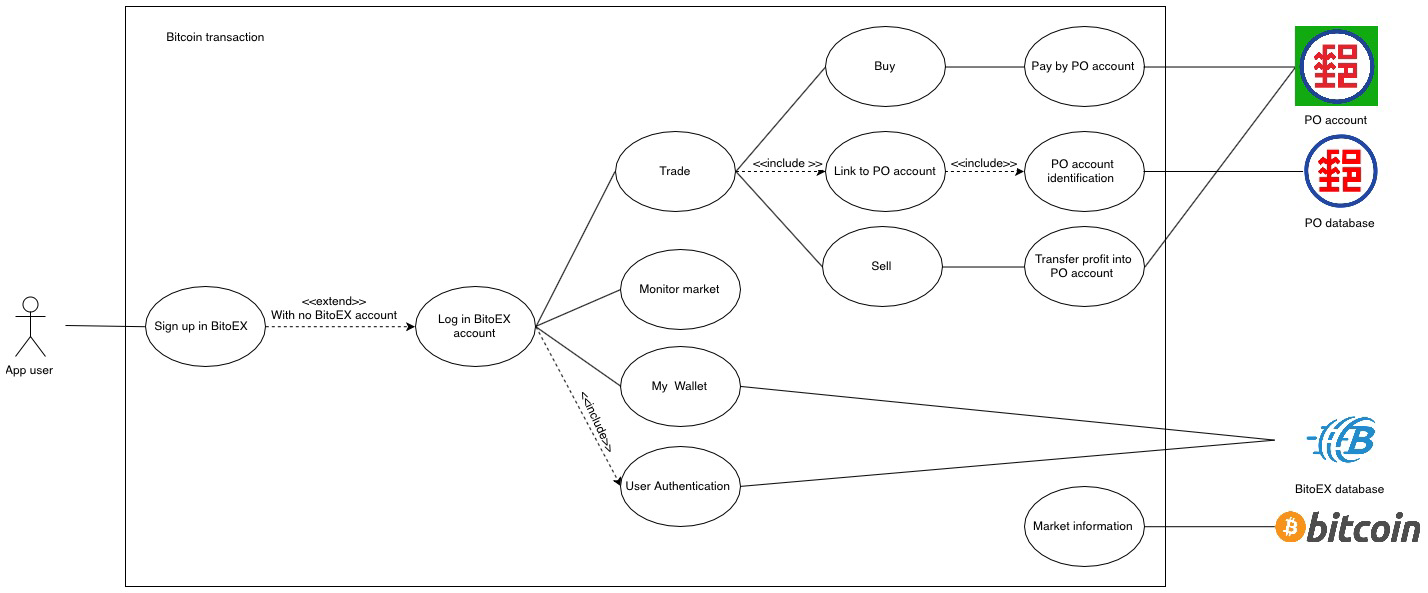 Bitcoin transaction
Buy
Pay by PO account
郵
PO account
Trade
<<include >>
Link to PO account
<<include>>
PO account
identification
郵
PO database
Sell
Transfer profit into
PO account
Monitor market
App user
Sign up in BitoEX
<<extend>>
With no BitoEX account
Log in BitoEX
account
My Wallet
<<include>>
User Authentication
B
BitoEX database
Market information
bitcoin